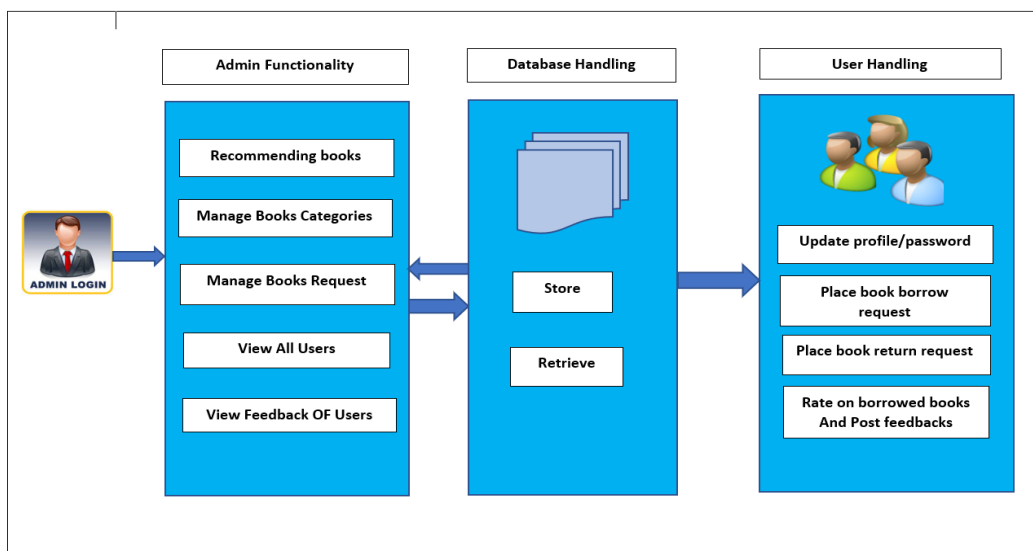 Admin Functionality
Database Handling
User Handling
ADMIN LOGIN
Recommending books
Manage Books Categories
Manage Books Request
View All Users
View Feedback OF Users
Store
Retrieve
Update profile/password
Place book borrow
request
Place book return request
Rate on borrowed books
And Post feedbacks